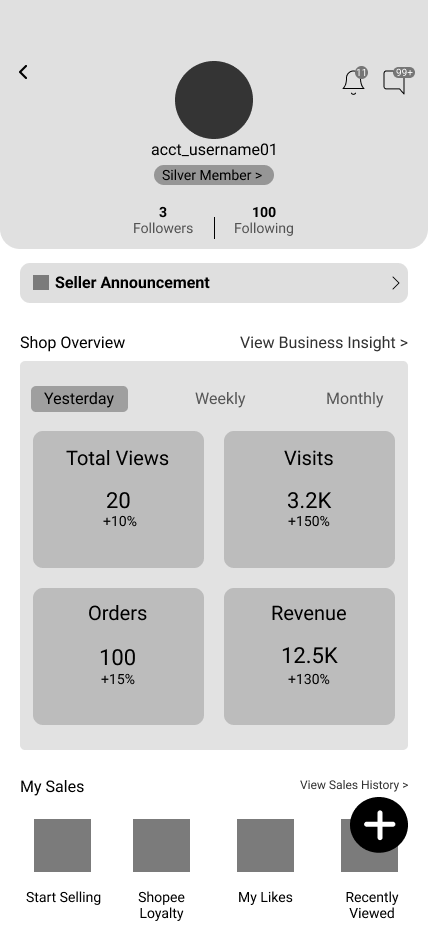 11
99+
acct_username01
Silver Member >
3
100
Followers
Following
Seller Announcement
Shop Overview
View Business Insight >
Yesterday
Weekly
Monthly
Total Views
20
+10%
Visits
3.2K
+150%
Orders
100
+15%
Revenue
12.5K
+130%
My Sales
View Sales History >
Start Selling
Shopee
Loyalty
My Likes
Recently
Viewed